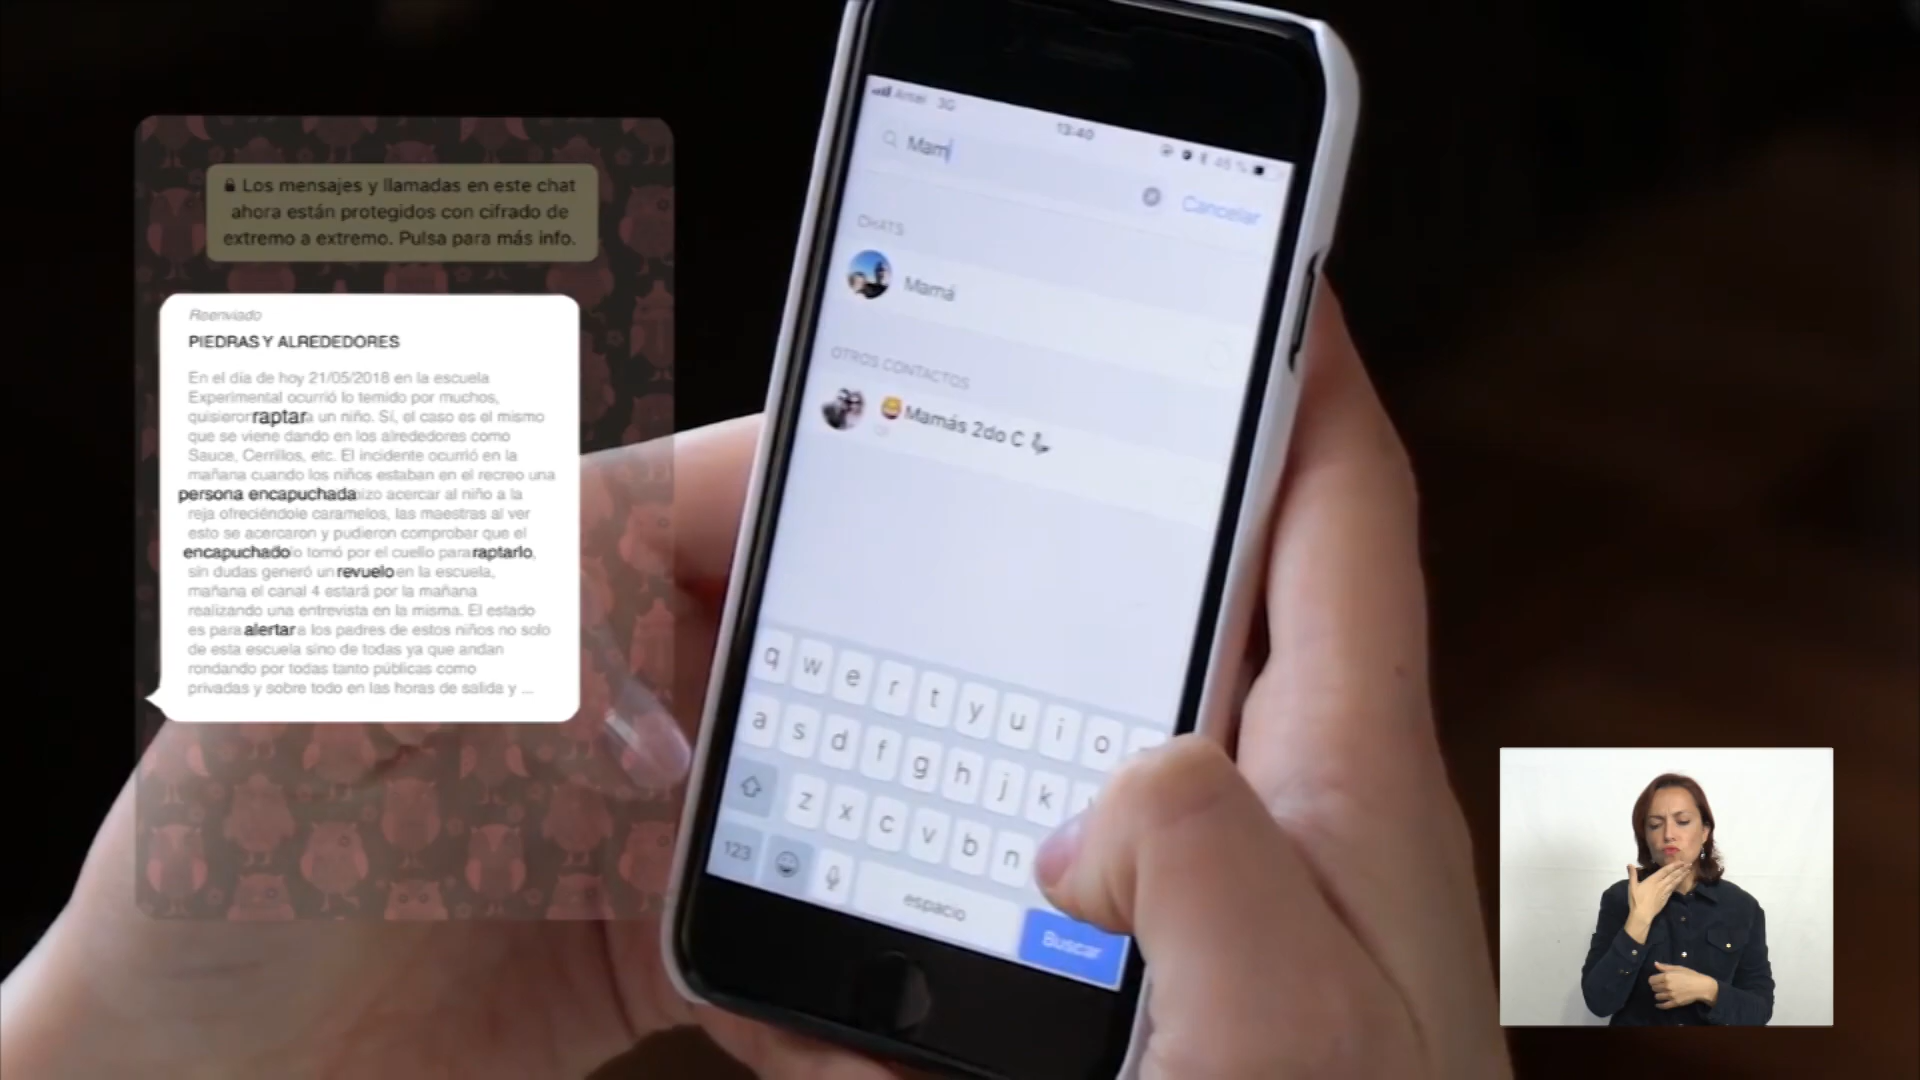 Los mensajes y llamadas en este chat
ahora están protegidos con cifrado de
extremo a extremo. Pulsa para más info.
Reenviado
PIEDRAS Y ALREDEDORES
En el día de hoy 21/05/2018 en la escuela
Experimental ocurrió lo temido por muchos,
quisieron raptar a un niño. Sí, el caso es el mismo
que se viene dando en los alrededores como
Sauce, Cerrillos, etc. El incidente ocurrió en la
mañana cuando los niños estaban en el recreo una
persona encapuchada hizo acercar al niño a la
reja ofreciéndole caramelos, las maestras al ver
esto se acercaron y pudieron comprobar que el
encapuchado lo tomó por el cuello para raptarlo,
sin dudas generó un revuelo en la escuela,
mañana el canal 4 estará por la mañana
realizando una entrevista en la misma. El estado
es para alertar a los padres de estos niños no solo
de esta escuela sino de todas ya que andan
rondando por todas tanto públicas como
privadas y sobre todo en las horas de salida y ...
Antel 3G
13:40
45 %
Mam
Cancelar
CHATS
Mamá
OTROS CONTACTOS
Mamás 2do C
q w e r t y u i o
a s d f g h j k
z x c v b n
123
espacio
Buscar